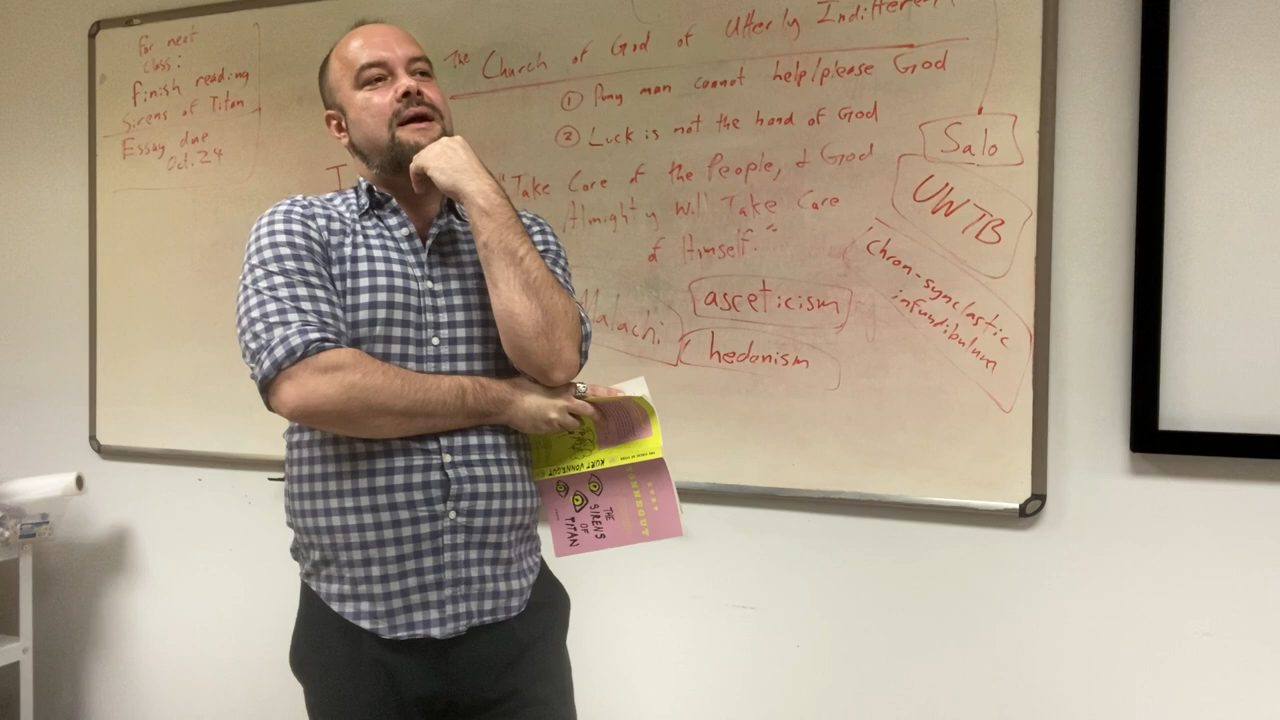 For next
class:
finish reading
Sirens of Titan
Essay due
Oct. 24
The Church of God of Utterly Indifferent
① Puny man cannot help/please God
② Luck is not the hand of God
"Take Care of the People, & God
Almighty Will Take Care
of Himself."
Malachi
asceticism
hedonism
Salo
UWTB
chron-synclastic
infundibulum
KURT VONNEGUT
THE
SIRENS
OF
TITAN
KURT
VONNEGUT